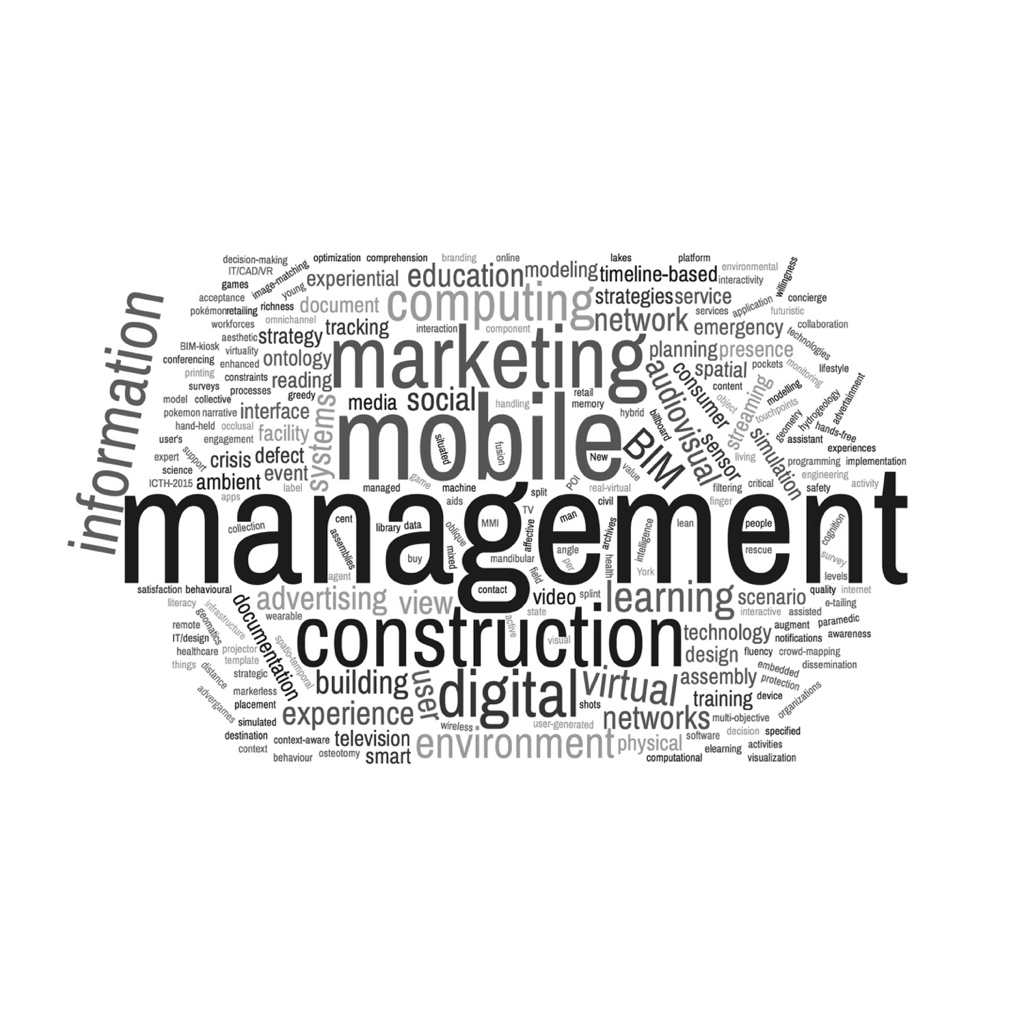 decision-making
optimization
comprehension
branding
online
lakes
platform
IT/CAD/VR
image-matching
experiential
education
modeling
timeline-based
environmental
interactivity
willingness
games
young
acceptance
richness
document
computing
strategies
service
application
concierge
pokémon
retailing
omnichannel
services
futuristic
workforces
tracking
interaction
component
network
emergency
collaboration
aesthetic
strategy
marketing
technologies
BIM-kiosk
virtuality
ontology
planning
presence
conferencing
enhanced
spatial
pockets
monitoring
lifestyle
printing
constraints
reading
audiovisual
consumer
content
surveys
processes
greedy
systems
retail
object
streaming
modelling
advertainment
model
collective
media
social
handling
memory
touchpoints
hydrogeology
information
pokemon
narrative
interface
mobile
hybrid
billboard
geometry
hand-held
occlusal
facility
situated
fusion
BIM
sensor
simulation
hands-free
user's
engagement
assistant
experiences
expert
support
crisis
defect
New
value
living
programming
implementation
science
event
game
POI
real-virtual
engineering
ICTH-2015
ambient
label
managed
machine
split
filtering
critical
safety
activity
apps
aids
civil
finger
management
collection
cent
library
data
oblique
MMI
TV
affective
man
archives
intelligence
lean
people
cognition
assemblies
buy
mixed
mandibular
angle
per
health
rescue
survey
agent
field
York
levels
satisfaction
behavioural
contact
quality
internet
literacy
infrastructure
documentation
advertising
view
video
splint
learning
scenario
e-tailing
geomatics
wearable
state
interactive
assisted
remote
construction
active
augment
paramedic
IT/design
spatio-temporal
visual
technology
notifications
awareness
healthcare
projector
design
fluency
crowd-mapping
things
template
distance
strategic
building
user
digital
virtual
assembly
embedded
protection
dissemination
advergames
markerless
training
device
organizations
placement
experience
shots
simulated
wireless
user-generated
networks
multi-objective
destination
context-aware
television
environment
physical
software
decision
specified
context
elearning
activities
behaviour
osteotomy
smart
computational
visualization